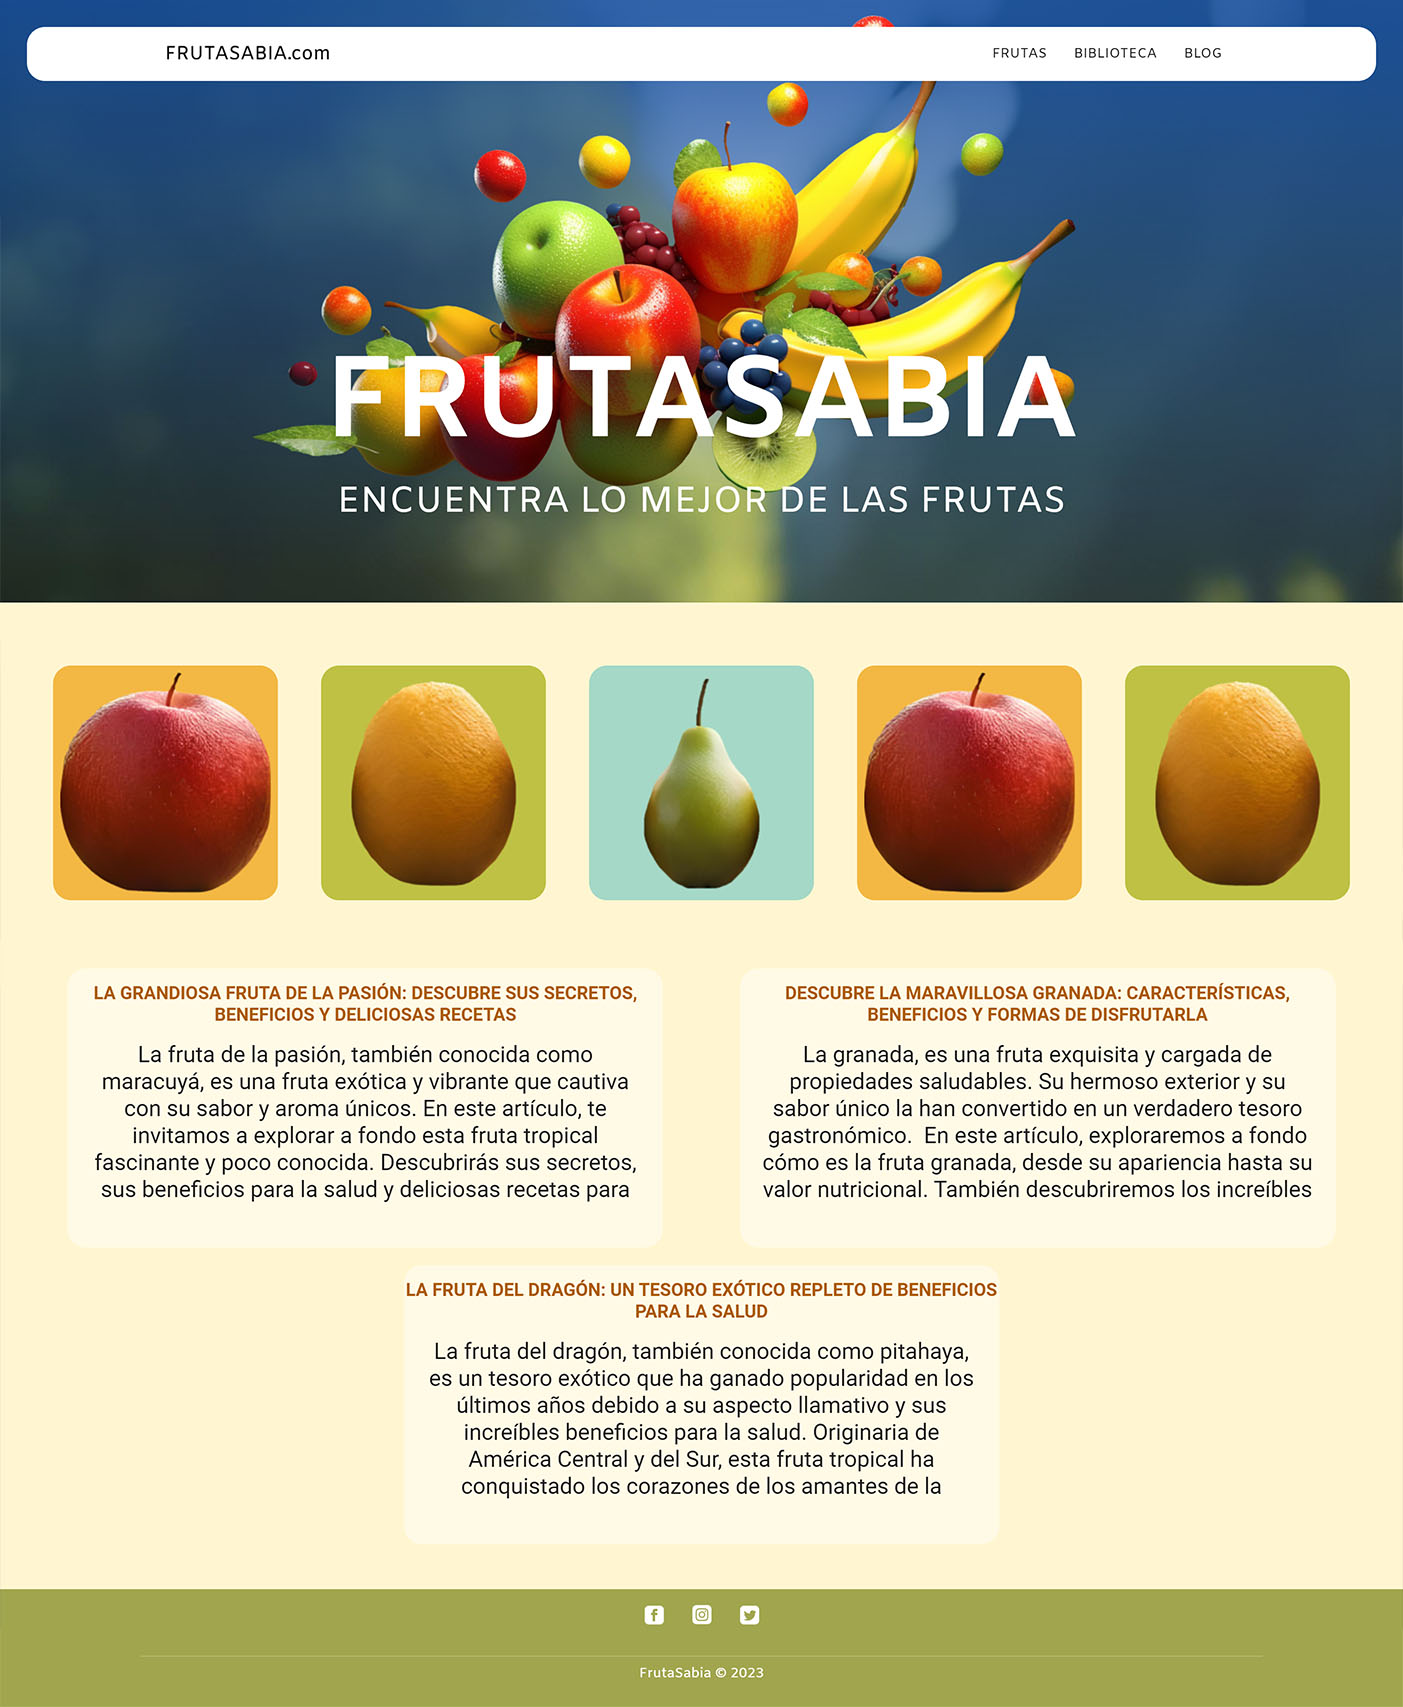 FRUTASABIA.com
FRUTAS BIBLIOTECA BLOG
FRUTASABIA
ENCUENTRA LO MEJOR DE LAS FRUTAS
LA GRANDIOSA FRUTA DE LA PASIÓN: DESCUBRE SUS SECRETOS,
BENEFICIOS Y DELICIOSAS RECETAS
La fruta de la pasión, también conocida como
maracuyá, es una fruta exótica y vibrante que cautiva
con su sabor y aroma únicos. En este artículo, te
invitamos a explorar a fondo esta fruta tropical
fascinante y poco conocida. Descubrirás sus secretos,
sus beneficios para la salud y deliciosas recetas para
DESCUBRE LA MARAVILLOSA GRANADA: CARACTERÍSTICAS,
BENEFICIOS Y FORMAS DE DISFRUTARLA
La granada, es una fruta exquisita y cargada de
propiedades saludables. Su hermoso exterior y su
sabor único la han convertido en un verdadero tesoro
gastronómico.  En este artículo, exploraremos a fondo
cómo es la fruta granada, desde su apariencia hasta su
valor nutricional. También descubriremos los increíbles
LA FRUTA DEL DRAGÓN: UN TESORO EXÓTICO REPLETO DE BENEFICIOS
PARA LA SALUD
La fruta del dragón, también conocida como pitahaya,
es un tesoro exótico que ha ganado popularidad en los
últimos años debido a su aspecto llamativo y sus
increíbles beneficios para la salud. Originaria de
América Central y del Sur, esta fruta tropical ha
conquistado los corazones de los amantes de la
FrutaSabia © 2023